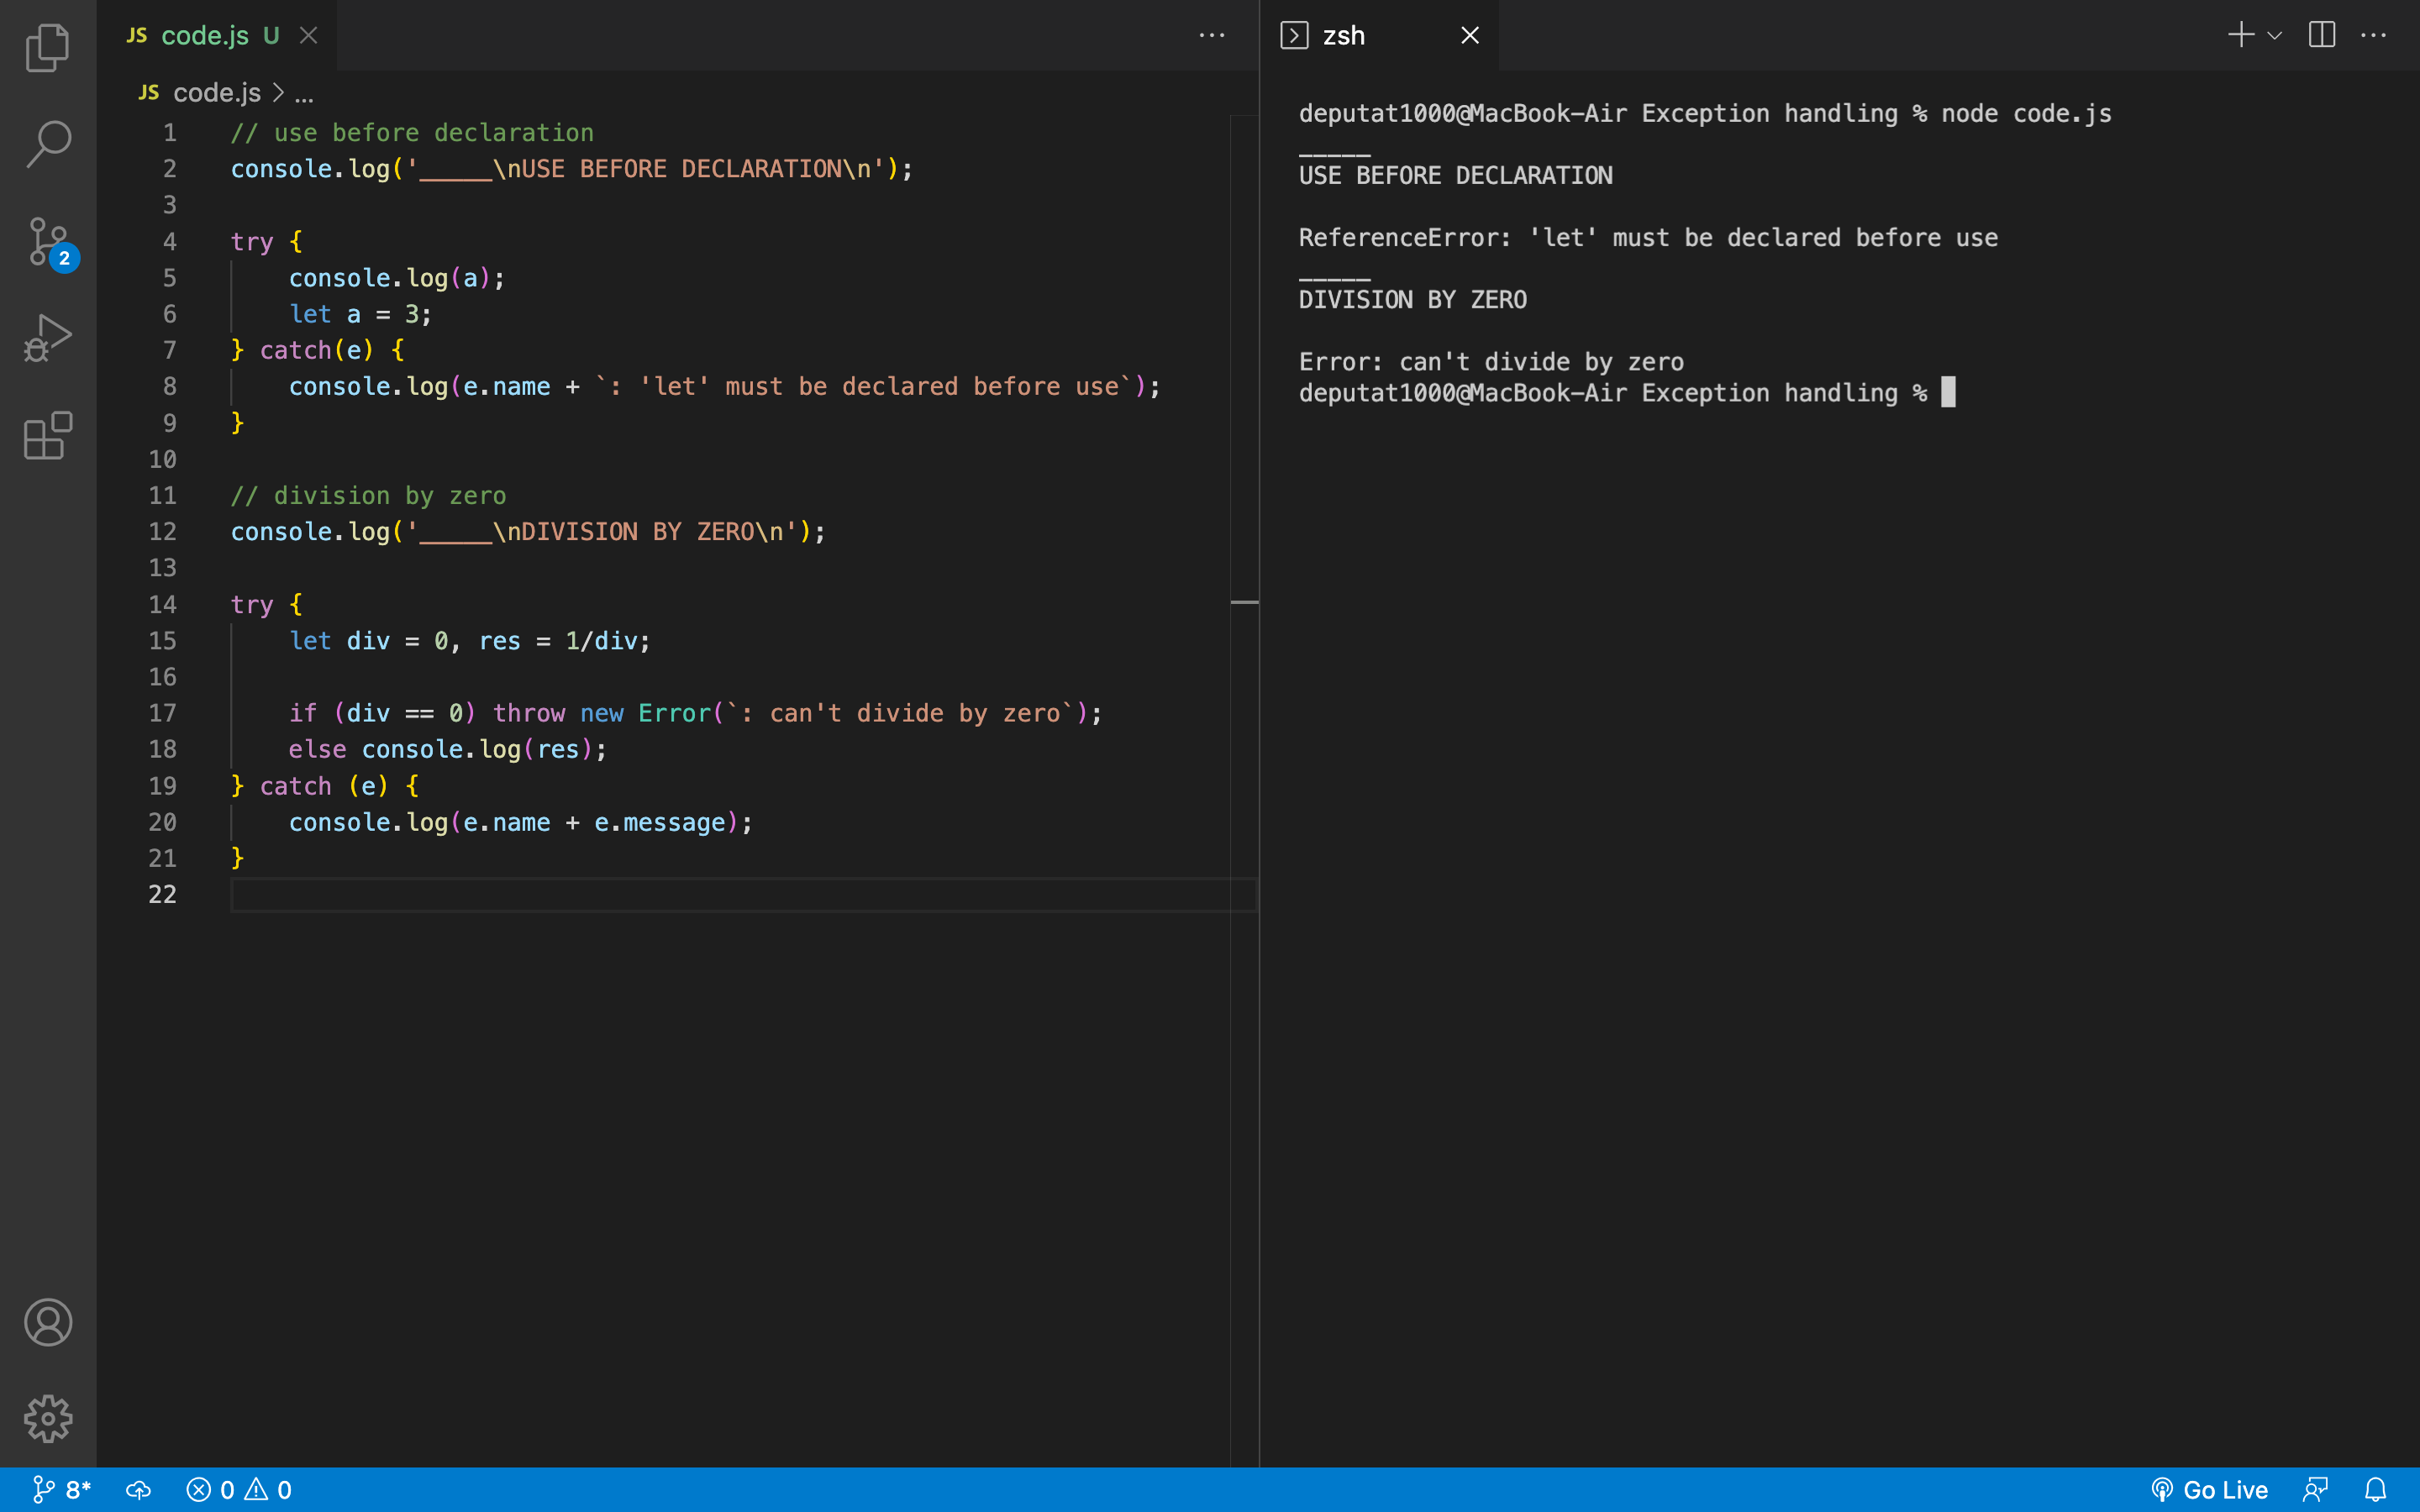 JS code.js U
JS code.js > ...
1 // use before declaration
2 console.log('_____\nUSE BEFORE DECLARATION\n');
3
4 try {
5     console.log(a);
6     let a = 3;
7 } catch(e) {
8     console.log(e.name + `: 'let' must be declared before use`);
9 }
10
11 // division by zero
12 console.log('_____\nDIVISION BY ZERO\n');
13
14 try {
15     let div = 0, res = 1/div;
16
17     if (div == 0) throw new Error(`: can't divide by zero`);
18     else console.log(res);
19 } catch (e) {
20     console.log(e.name + e.message);
21 }
22
zsh
deputat1000@MacBook-Air Exception handling % node code.js
_____
USE BEFORE DECLARATION
ReferenceError: 'let' must be declared before use
_____
DIVISION BY ZERO
Error: can't divide by zero
deputat1000@MacBook-Air Exception handling %
2
8* 0 0
Go Live